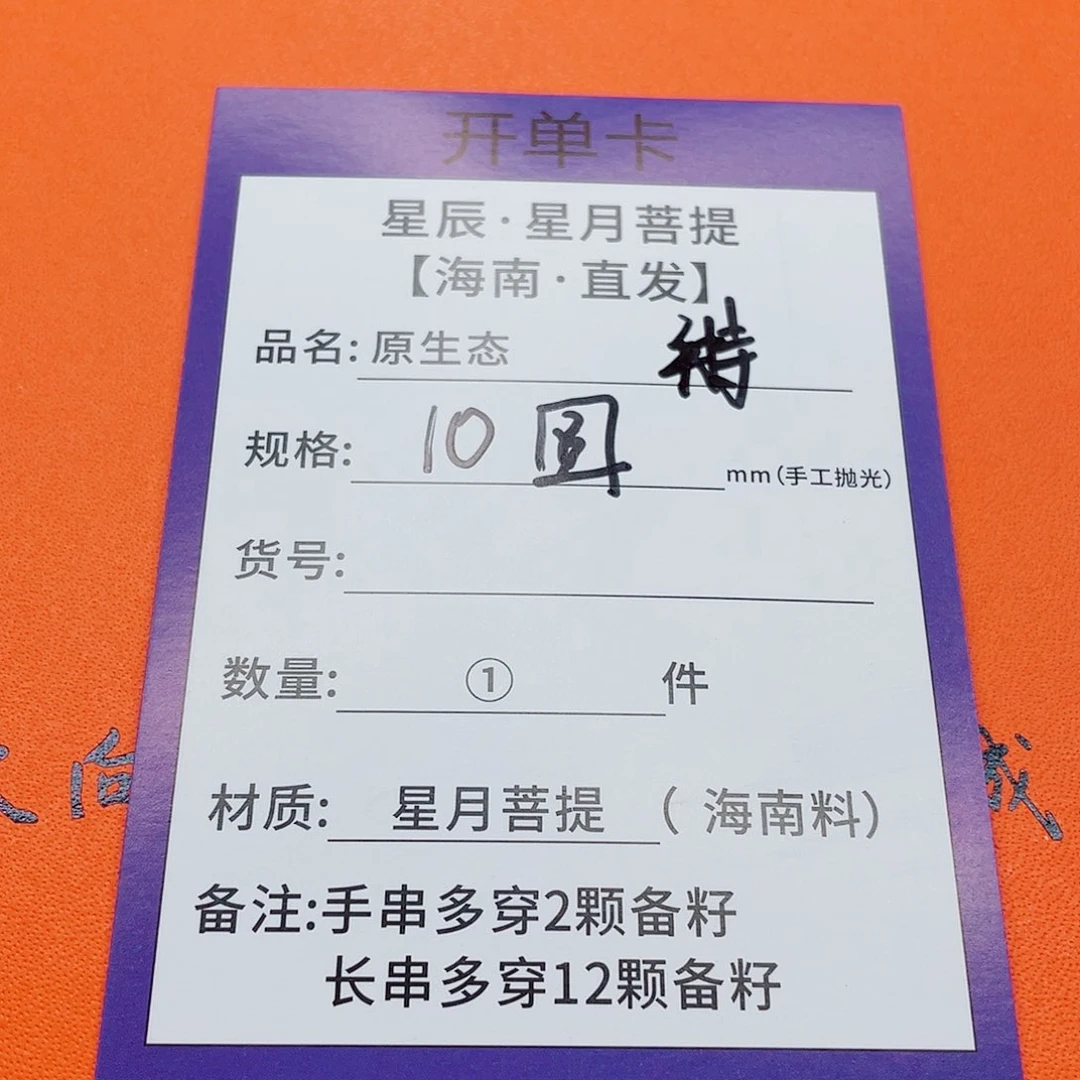 开单卡
星辰·星月菩提
【海南·直发】
品名: 原生态
规格: 10 圆 mm(手工抛光)
货号:
数量: ① 件
材质: 星月菩提 （海南料）
备注:手串多穿2颗备籽
长串多穿12颗备籽